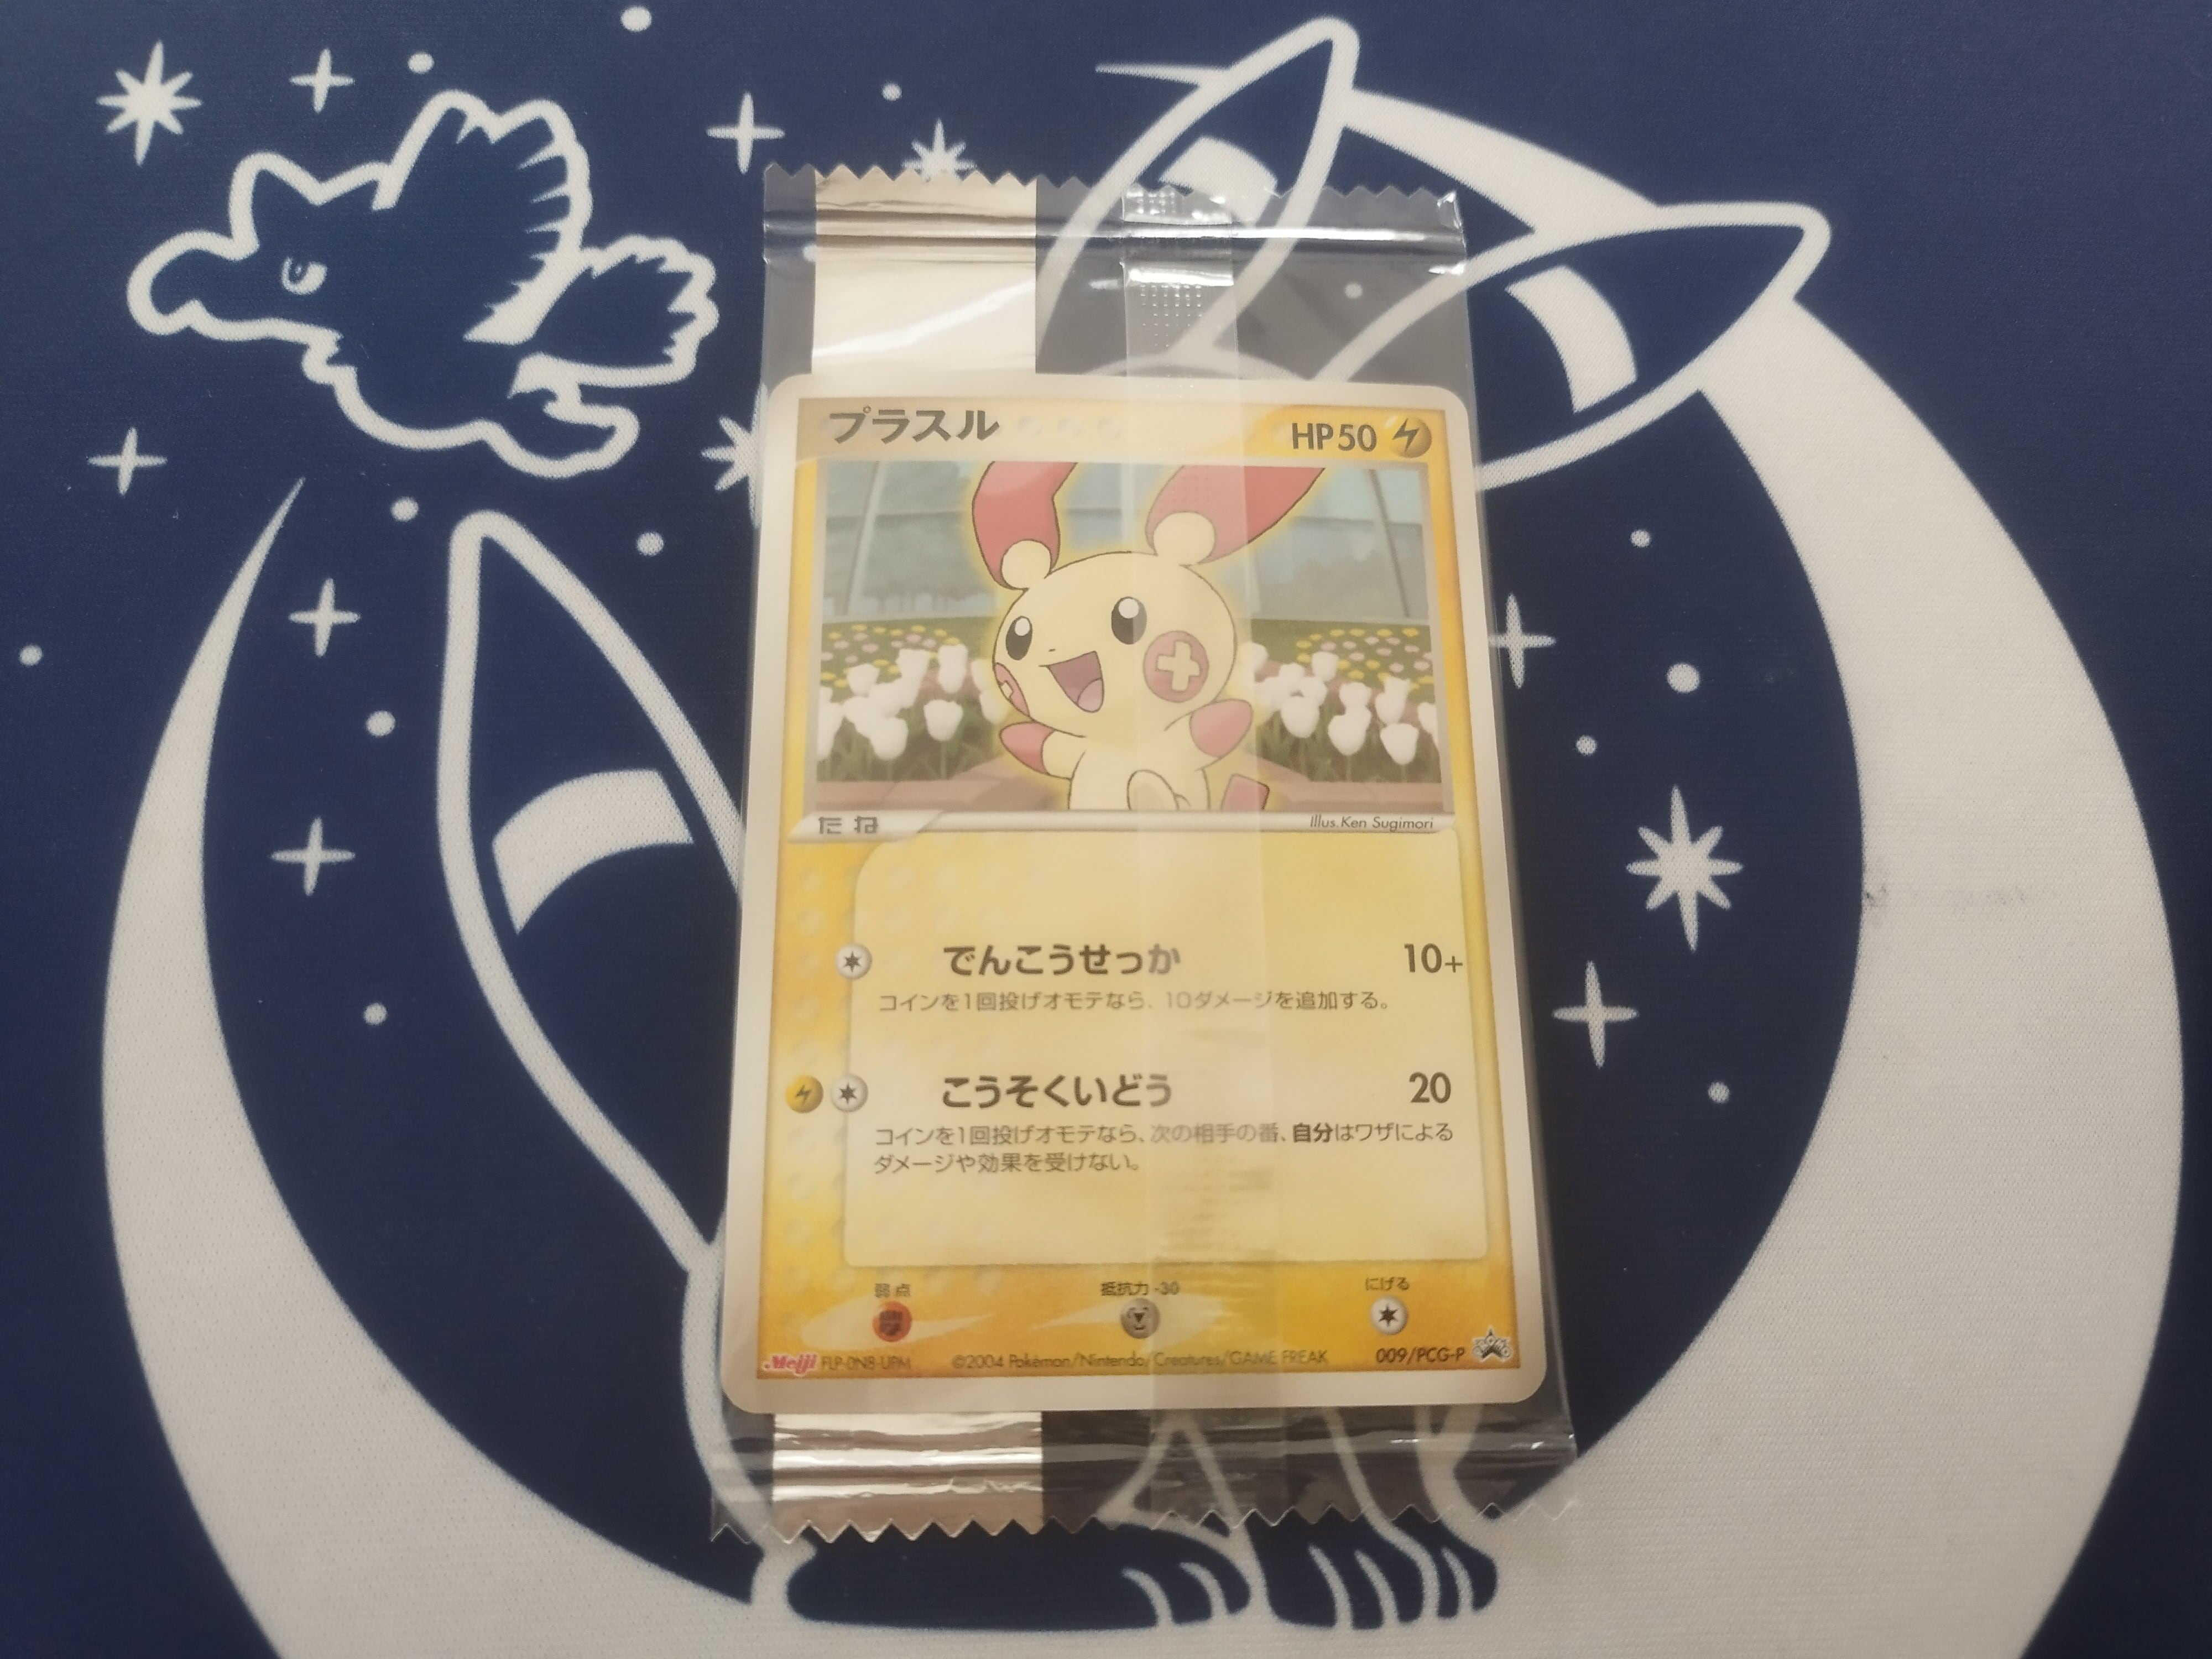 プラスル
HP50
たね
Illus.Ken Sugimori
でんこうせっか 10+
コインを1回投げオモテなら、10ダメージを追加する。
こうそくいどう 20
コインを1回投げオモテなら、次の相手の番、自分はワザによる
ダメージや効果を受けない。
弱点
抵抗力 -30
にげる
Meiji FLP-0N8-UPM ©2004 Pokémon/Nintendo/Creatures/GAME FREAK 009/PCG-P